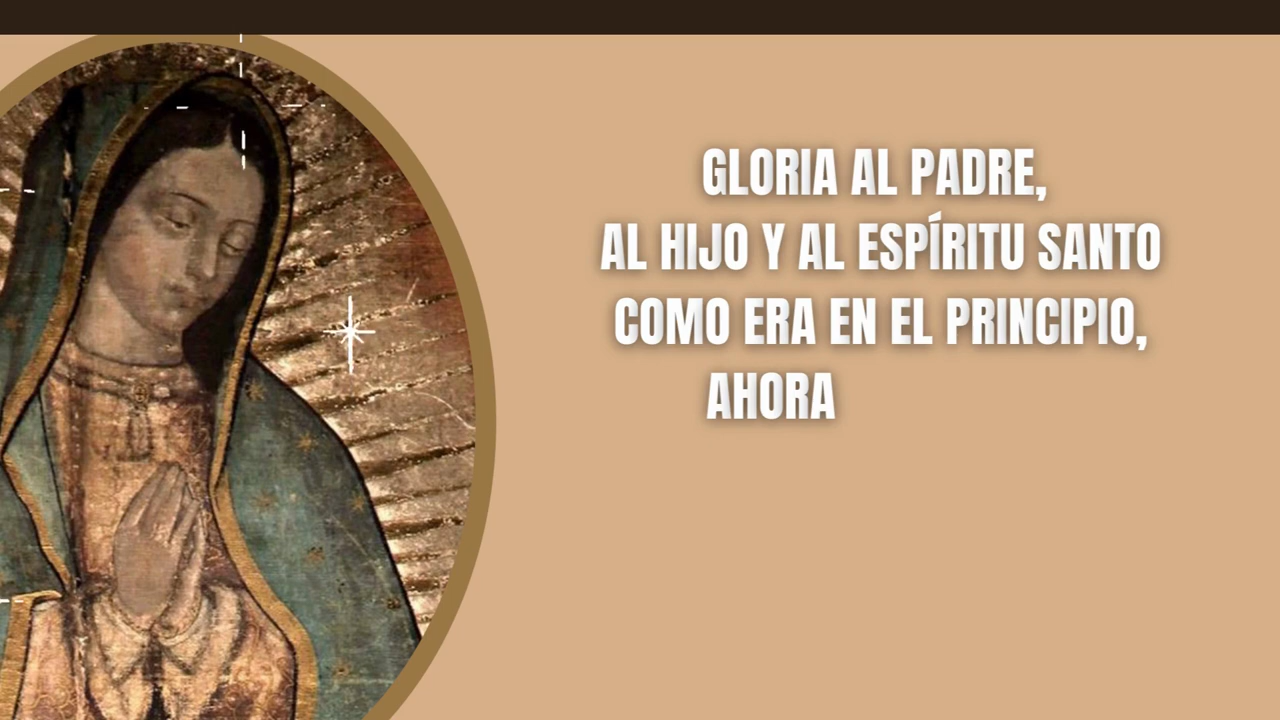 GLORIA AL PADRE,
AL HIJO Y AL ESPÍRITU SANTO
COMO ERA EN EL PRINCIPIO,
AHORA